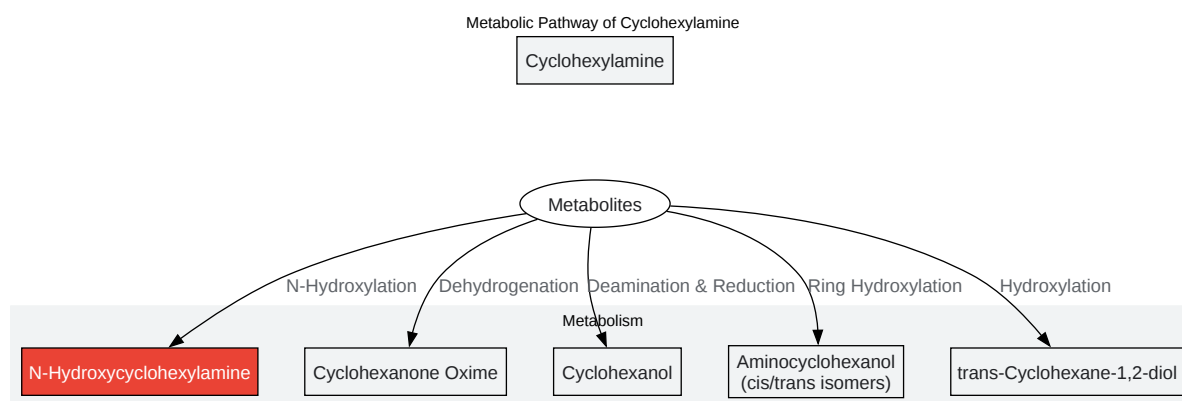 Metabolic Pathway of Cyclohexylamine
Cyclohexylamine
Metabolites
N-Hydroxylation
Dehydrogenation
Deamination & Reduction
Ring Hydroxylation
Hydroxylation
Metabolism
N-Hydroxycyclohexylamine
Cyclohexanone Oxime
Cyclohexanol
Aminocyclohexanol
(cis/trans isomers)
trans-Cyclohexane-1,2-diol